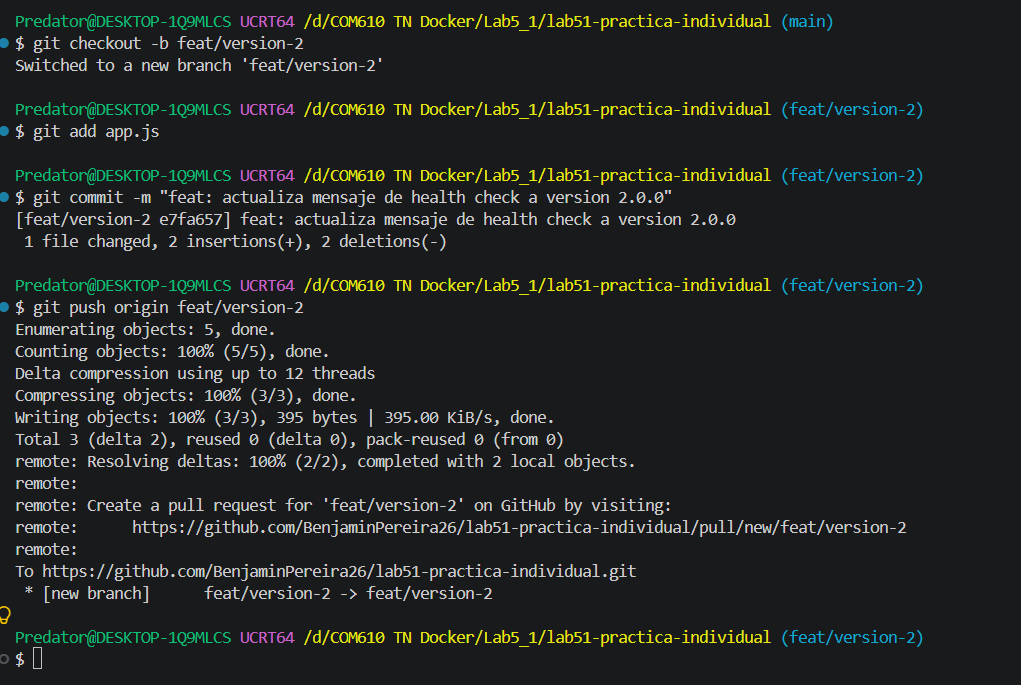 Predator@DESKTOP-1Q9MLCS UCRT64 /d/COM610 TN Docker/Lab5_1/lab51-practica-individual (main)
$ git checkout -b feat/version-2
Switched to a new branch 'feat/version-2'
Predator@DESKTOP-1Q9MLCS UCRT64 /d/COM610 TN Docker/Lab5_1/lab51-practica-individual (feat/version-2)
$ git add app.js
Predator@DESKTOP-1Q9MLCS UCRT64 /d/COM610 TN Docker/Lab5_1/lab51-practica-individual (feat/version-2)
$ git commit -m "feat: actualiza mensaje de health check a version 2.0.0"
[feat/version-2 e7fa657] feat: actualiza mensaje de health check a version 2.0.0
1 file changed, 2 insertions(+), 2 deletions(-)
Predator@DESKTOP-1Q9MLCS UCRT64 /d/COM610 TN Docker/Lab5_1/lab51-practica-individual (feat/version-2)
$ git push origin feat/version-2
Enumerating objects: 5, done.
Counting objects: 100% (5/5), done.
Delta compression using up to 12 threads
Compressing objects: 100% (3/3), done.
Writing objects: 100% (3/3), 395 bytes | 395.00 KiB/s, done.
Total 3 (delta 2), reused 0 (delta 0), pack-reused 0 (from 0)
remote: Resolving deltas: 100% (2/2), completed with 2 local objects.
remote:
remote: Create a pull request for 'feat/version-2' on GitHub by visiting:
remote:      https://github.com/BenjaminPereira26/lab51-practica-individual/pull/new/feat/version-2
remote:
To https://github.com/BenjaminPereira26/lab51-practica-individual.git
* [new branch]      feat/version-2 -> feat/version-2
Predator@DESKTOP-1Q9MLCS UCRT64 /d/COM610 TN Docker/Lab5_1/lab51-practica-individual (feat/version-2)
$